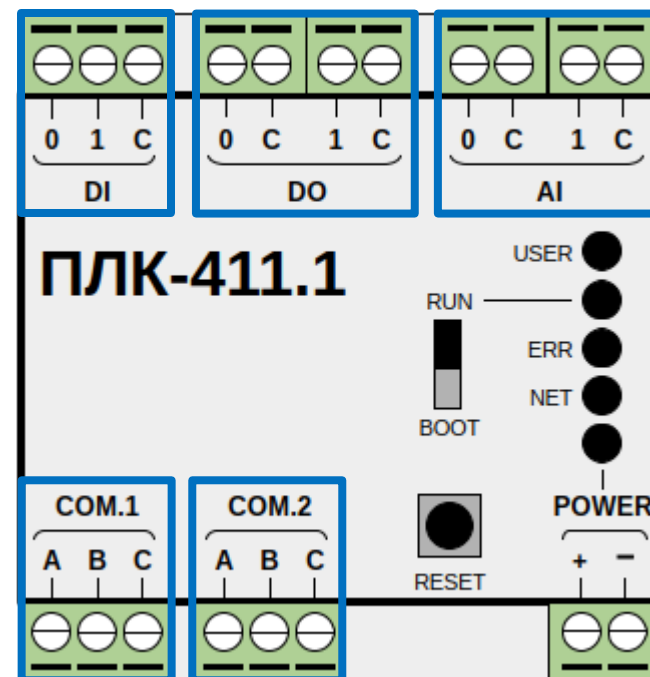 0 1 C 0 C 1 C 0 C 1 C
DI DO AI
ПЛК-411.1
USER
RUN
ERR
NET
BOOT
COM.1 COM.2 POWER
A B C A B C + −
RESET